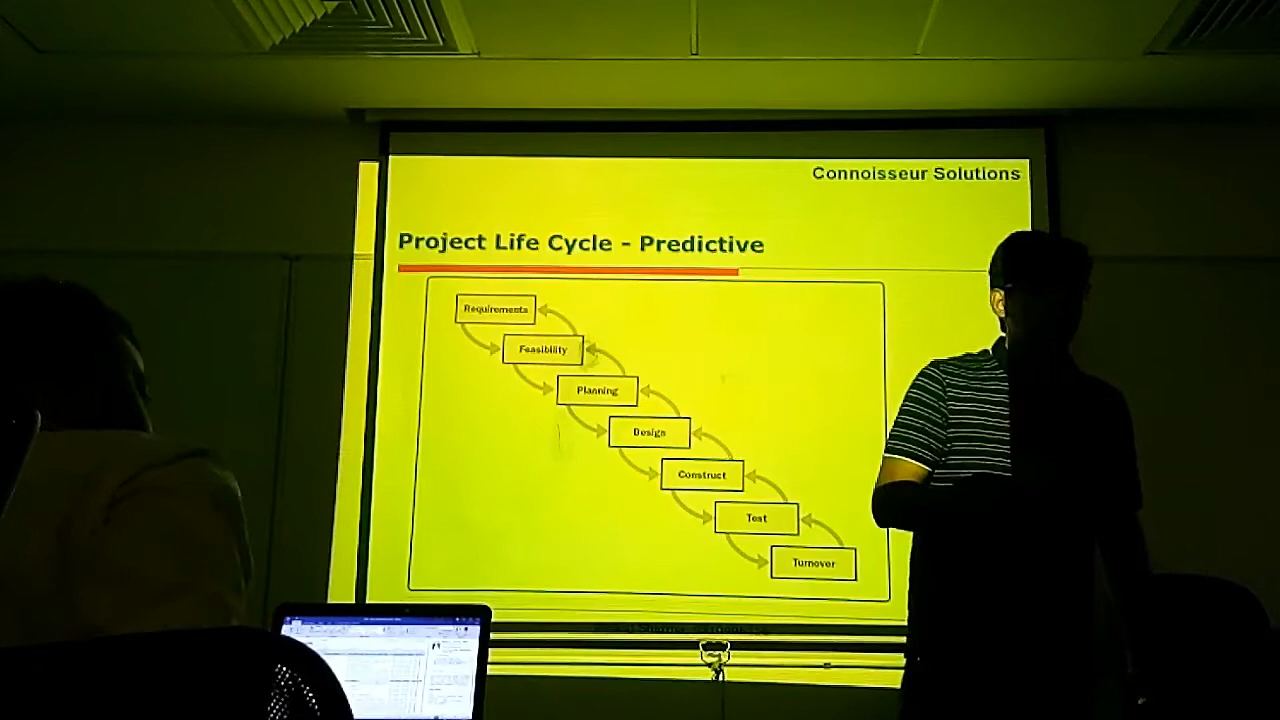 Connoisseur Solutions
Project Life Cycle - Predictive
Requirements
Feasibility
Planning
Design
Construct
Test
Turnover